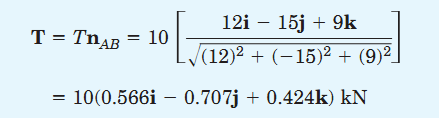 T = Tn_AB = 10 [ (12i − 15j + 9k) / √((12)² + (−15)² + (9)²) ]
= 10(0.566i − 0.707j + 0.424k) kN